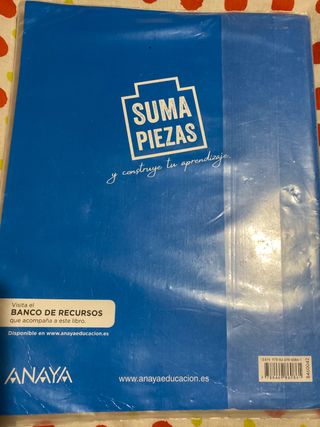 SUMA
PIEZAS
y construye tu aprendizaje.
Visita el
BANCO DE RECURSOS
que acompaña a este libro.
Disponible en www.anayaeducacion.es
ANAYA
www.anayaeducacion.es